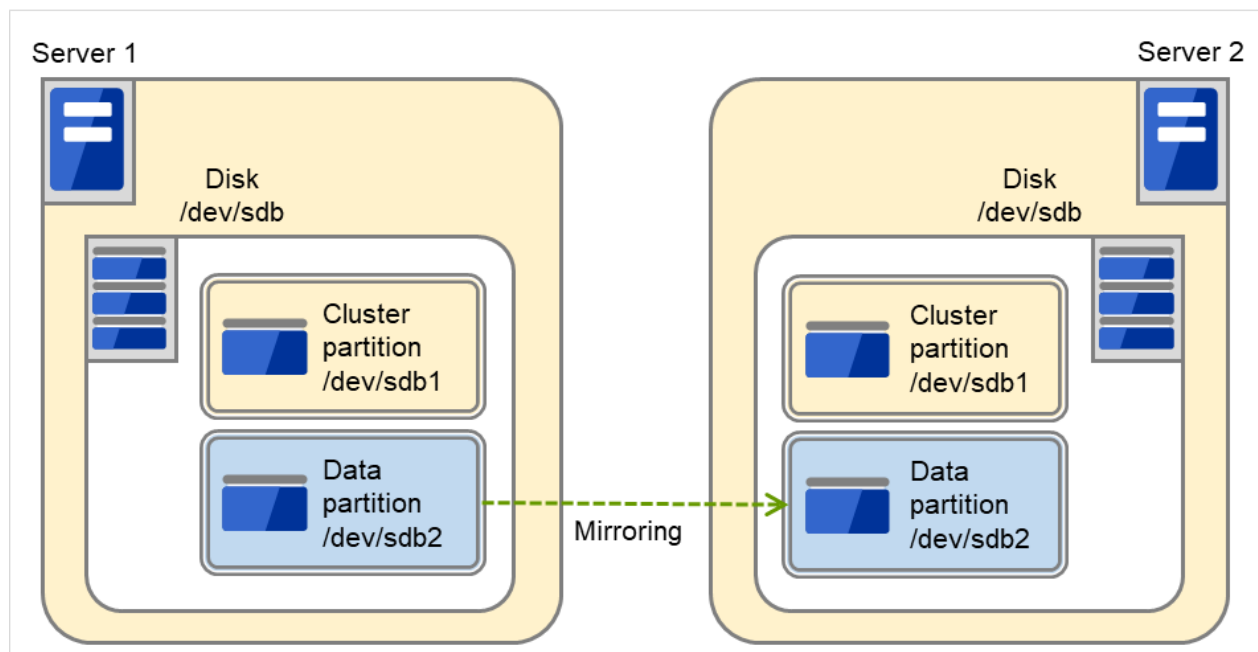 Server 1
Server 2
Disk
/dev/sdb
Disk
/dev/sdb
Cluster
partition
/dev/sdb1
Cluster
partition
/dev/sdb1
Data
partition
/dev/sdb2
Mirroring
Data
partition
/dev/sdb2